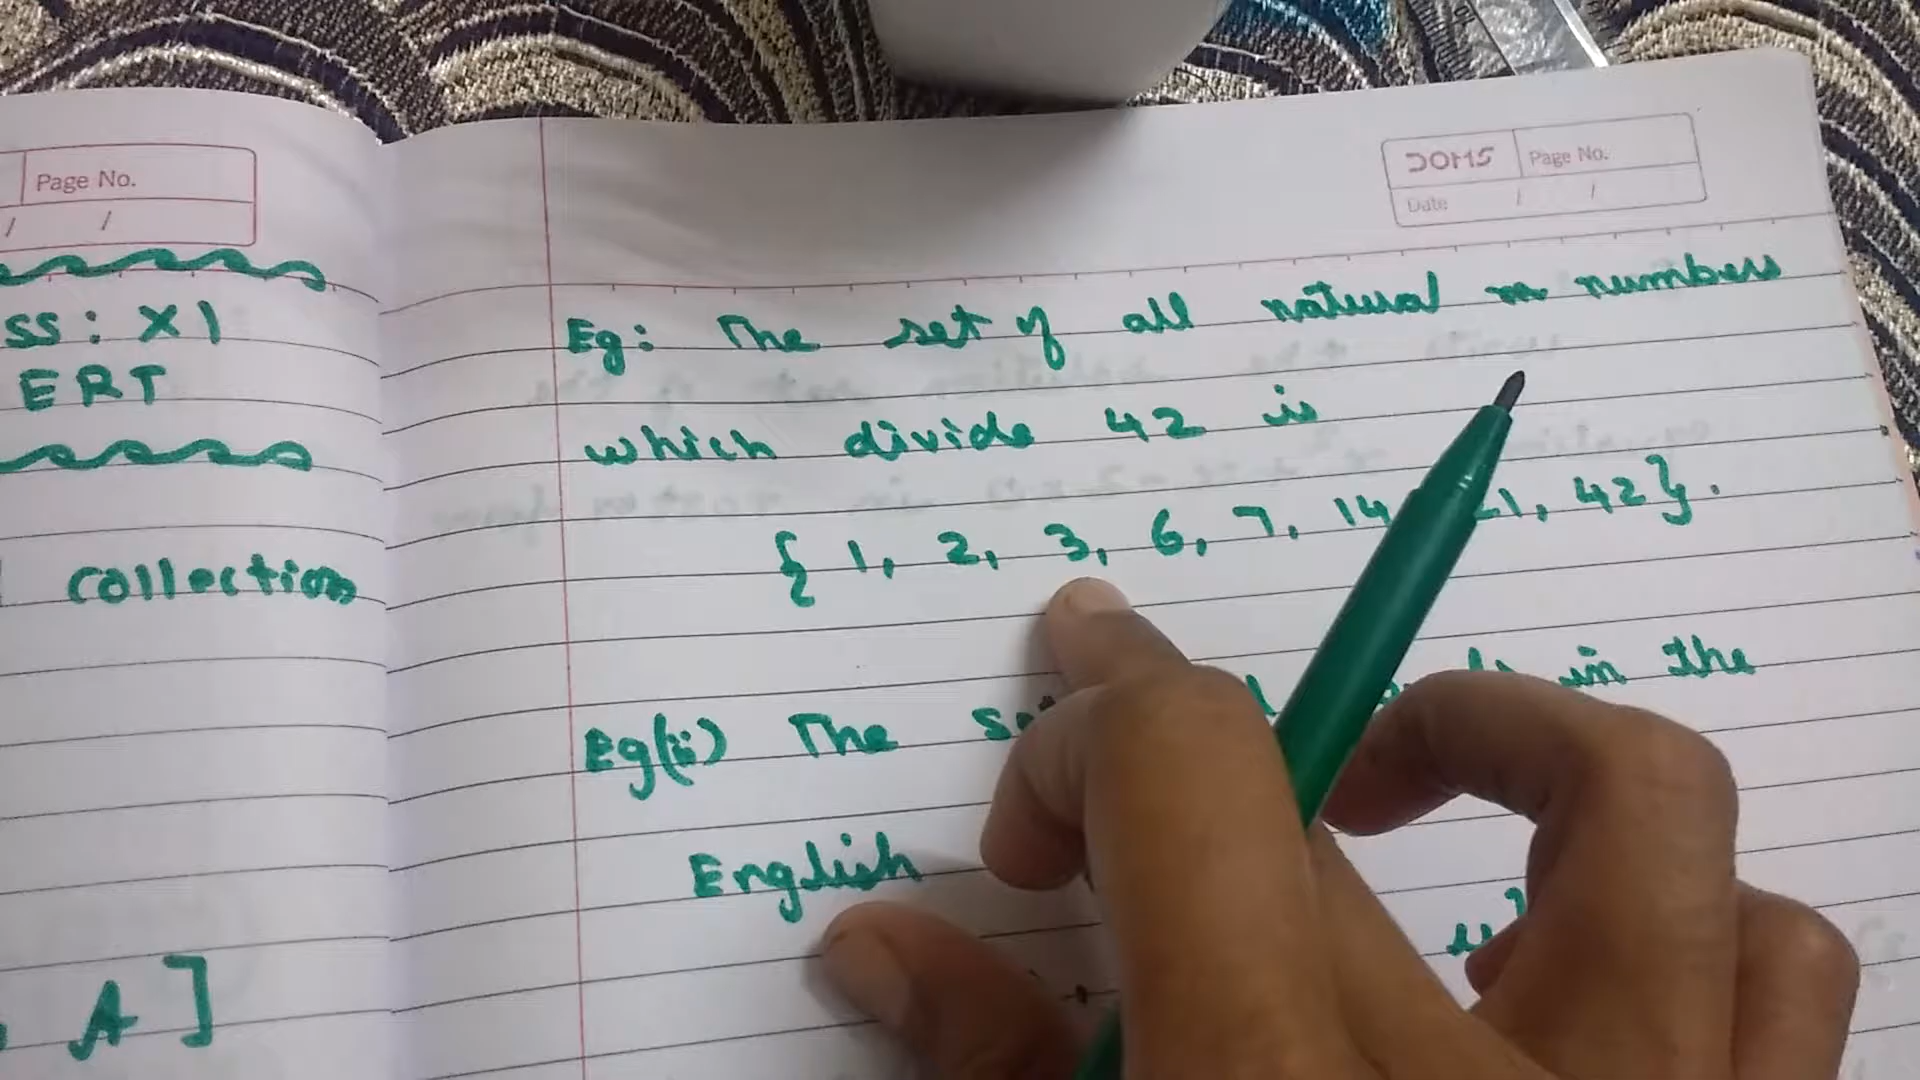 Page No.
/ /
ss: XI
ERT
collection
A ]
DOMS Page No.
Date / /
Eg: The set of all natural numbers
which divide 42 is
{ 1, 2, 3, 6, 7, 14 21, 42}.
Eg(ii) The in the
English